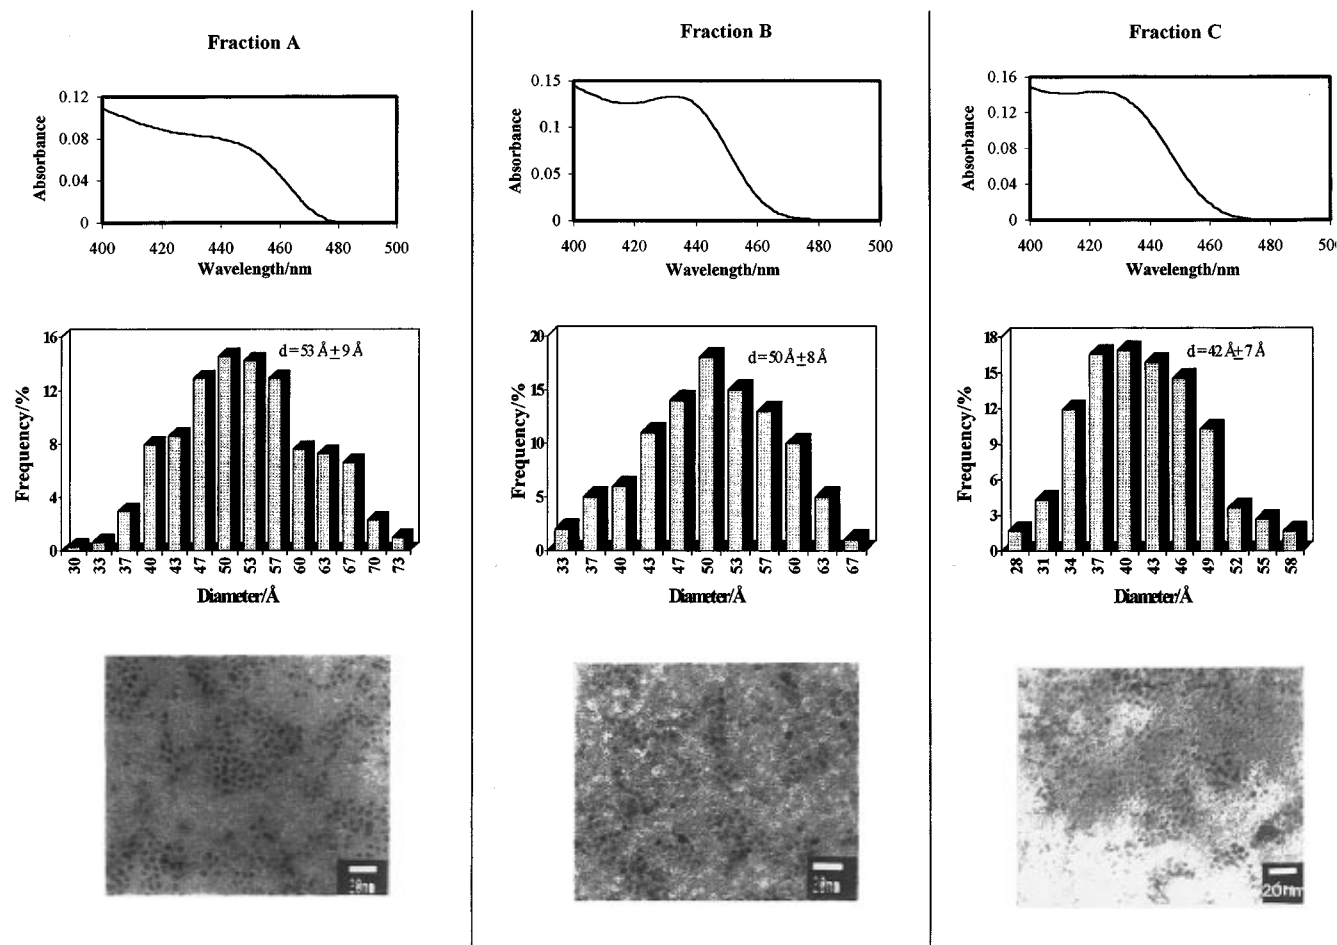 Fraction A
0.12
0.08
0.04
0
Absorbance
400 420 440 460 480 500
Wavelength/nm
16
12
8
4
0
Frequency/%
d=53 Å±9 Å
30 33 37 40 43 47 50 53 57 60 63 67 70 73
Diameter/Å
Fraction B
0.15
0.1
0.05
0
Absorbance
400 420 440 460 480 500
Wavelength/nm
20
15
10
5
0
Frequency/%
d=50 Å±8 Å
33 37 40 43 47 50 53 57 60 63 67
Diameter/Å
Fraction C
0.16
0.12
0.08
0.04
0
Absorbance
400 420 440 460 480 50
Wavelength/nm
18
15
12
9
6
3
0
Frequency/%
d=42 Å±7 Å
28 31 34 37 40 43 46 49 52 55 58
Diameter/Å
20nm